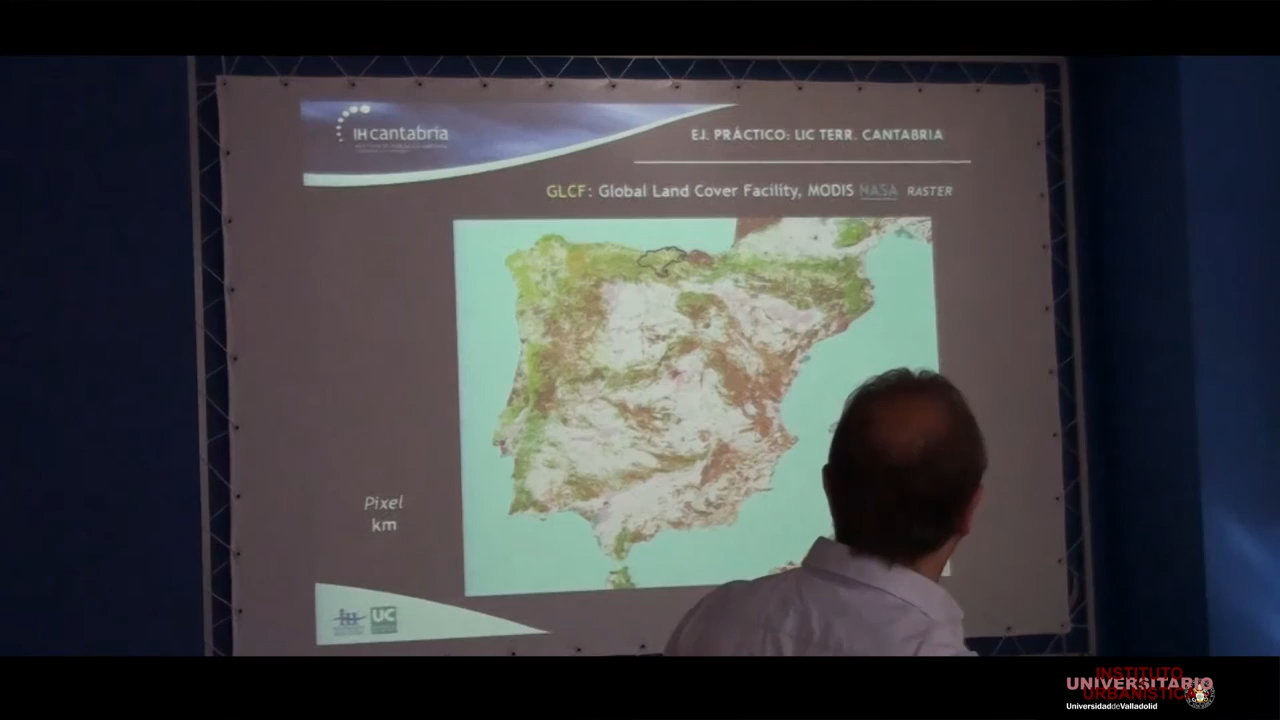 IHcantabria
EJ. PRÁCTICO: LIC TERR. CANTABRIA
GLCF: Global Land Cover Facility, MODIS NASA RASTER
Pixel
km
UC
INSTITUTO
UNIVERSITARIO
URBANÍSTICA
UniversidaddeValladolid